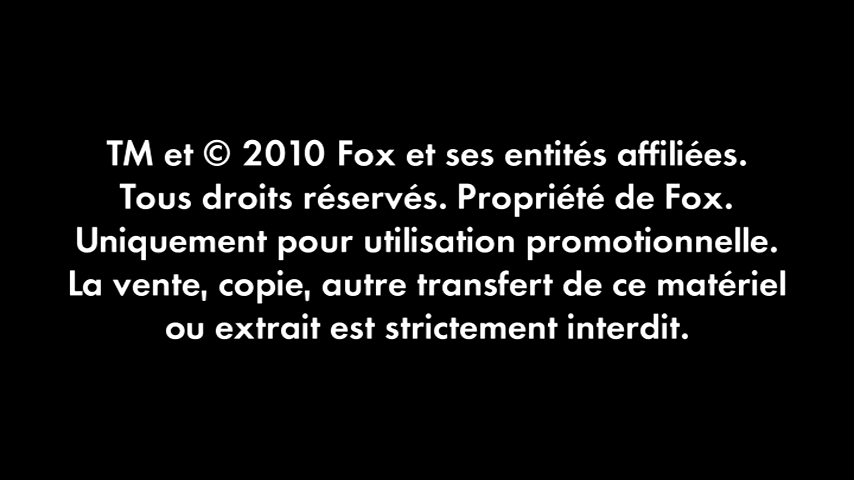 TM et © 2010 Fox et ses entités affiliées.
Tous droits réservés. Propriété de Fox.
Uniquement pour utilisation promotionnelle.
La vente, copie, autre transfert de ce matériel
ou extrait est strictement interdit.